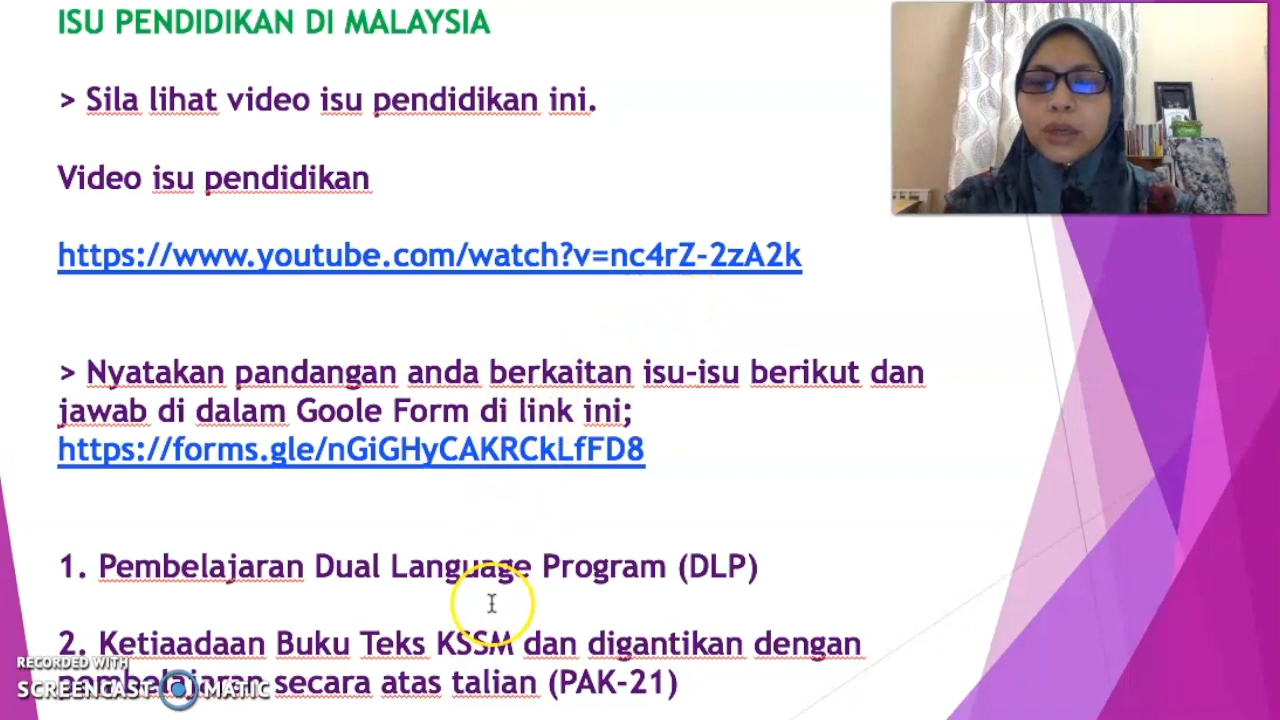 ISU PENDIDIKAN DI MALAYSIA
> Sila lihat video isu pendidikan ini.
Video isu pendidikan
https://www.youtube.com/watch?v=nc4rZ-2zA2k
> Nyatakan pandangan anda berkaitan isu-isu berikut dan
jawab di dalam Goole Form di link ini;
https://forms.gle/nGiGHyCAKRCkLfFD8
1. Pembelajaran Dual Language Program (DLP)
2. Ketiaadaan Buku Teks KSSM dan digantikan dengan
pembelajaran secara atas talian (PAK-21)
RECORDED WITH
SCREENCAST-O-MATIC